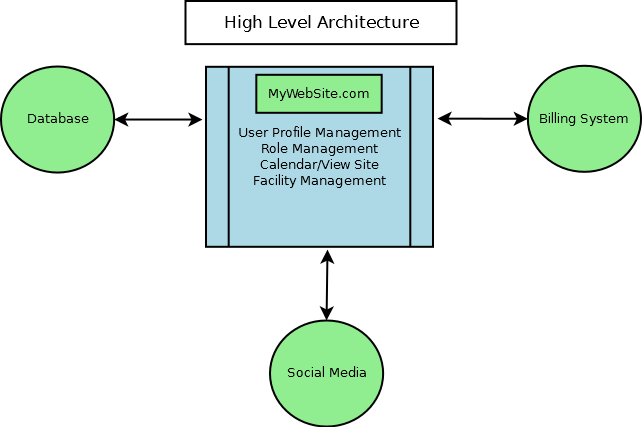 High Level Architecture
MyWebSite.com
Database
Billing System
User Profile Management
Role Management
Calendar/View Site
Facility Management
Social Media